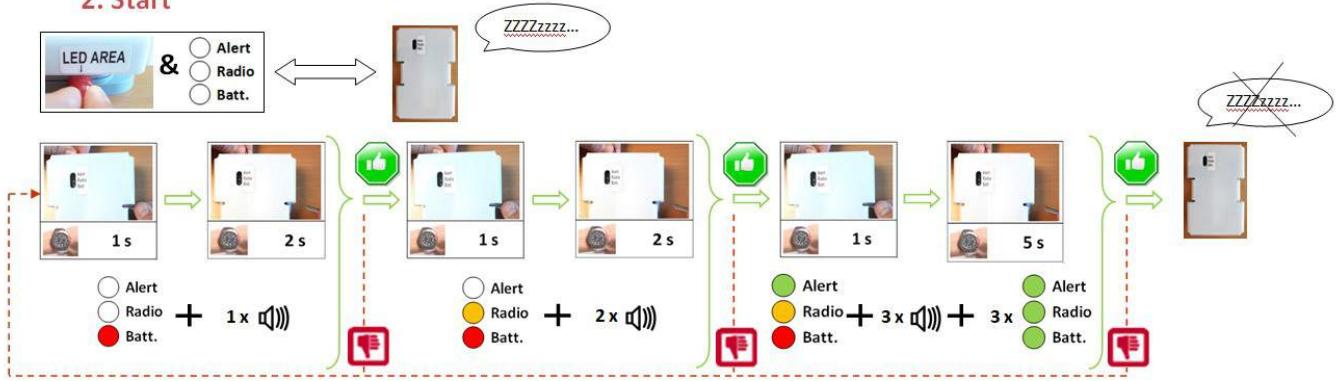 2. Start
ZZZZzzzz...
LED AREA
&
Alert
Radio
Batt.
ZZZZzzzz...
1 s
2 s
1 s
2 s
1 s
5 s
Alert
Radio
Batt.
+
1 x
Alert
Radio
Batt.
+
2 x
Alert
Radio
Batt.
+
3 x
+
3 x
Alert
Radio
Batt.